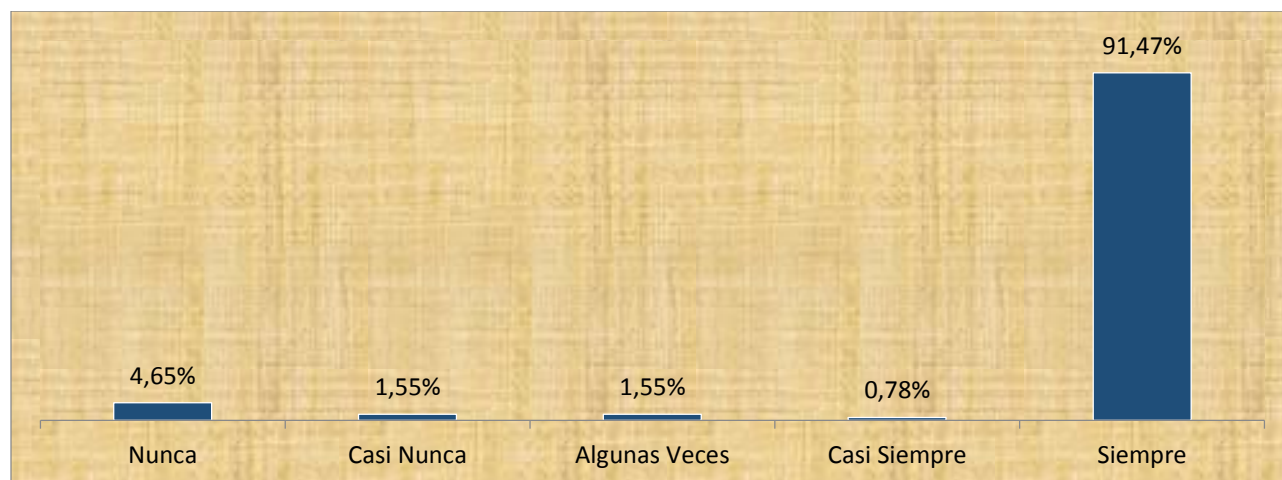 91,47%
4,65%
1,55%
1,55%
0,78%
Nunca
Casi Nunca
Algunas Veces
Casi Siempre
Siempre